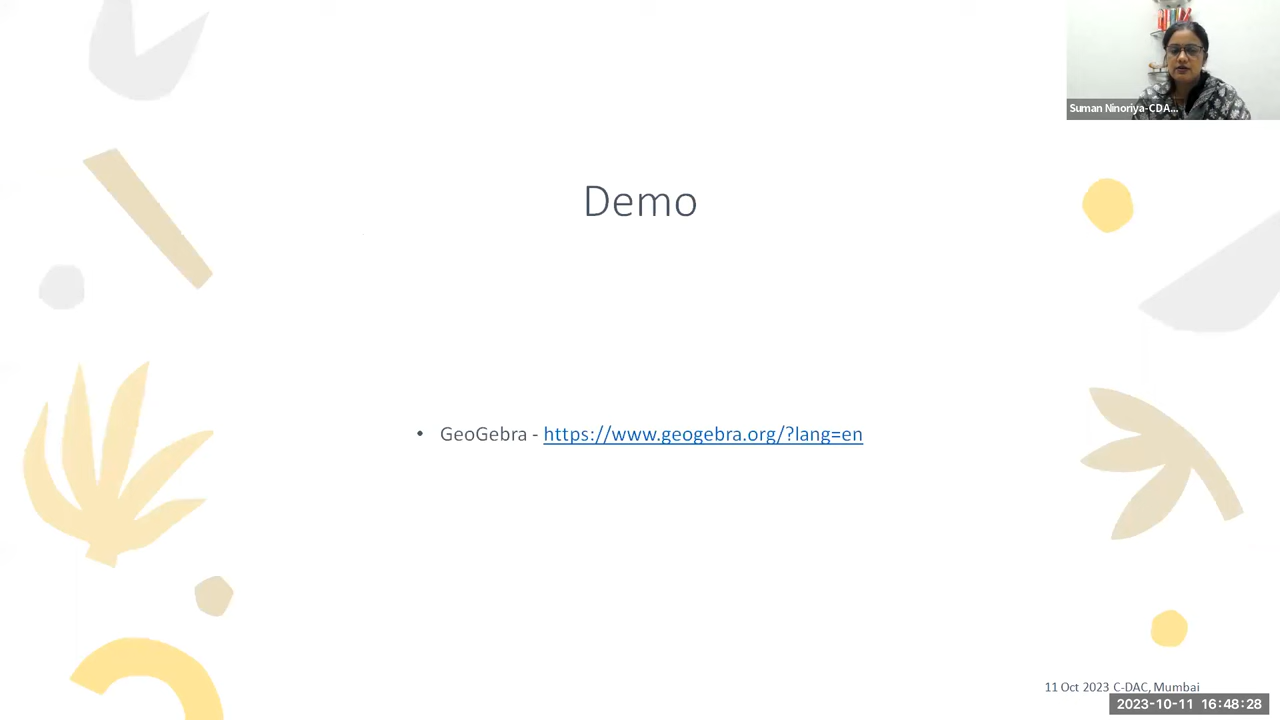 Suman Ninoriya-CDA...
Demo
• GeoGebra - https://www.geogebra.org/?lang=en
11 Oct 2023 C-DAC, Mumbai
2023-10-11 16:48:28